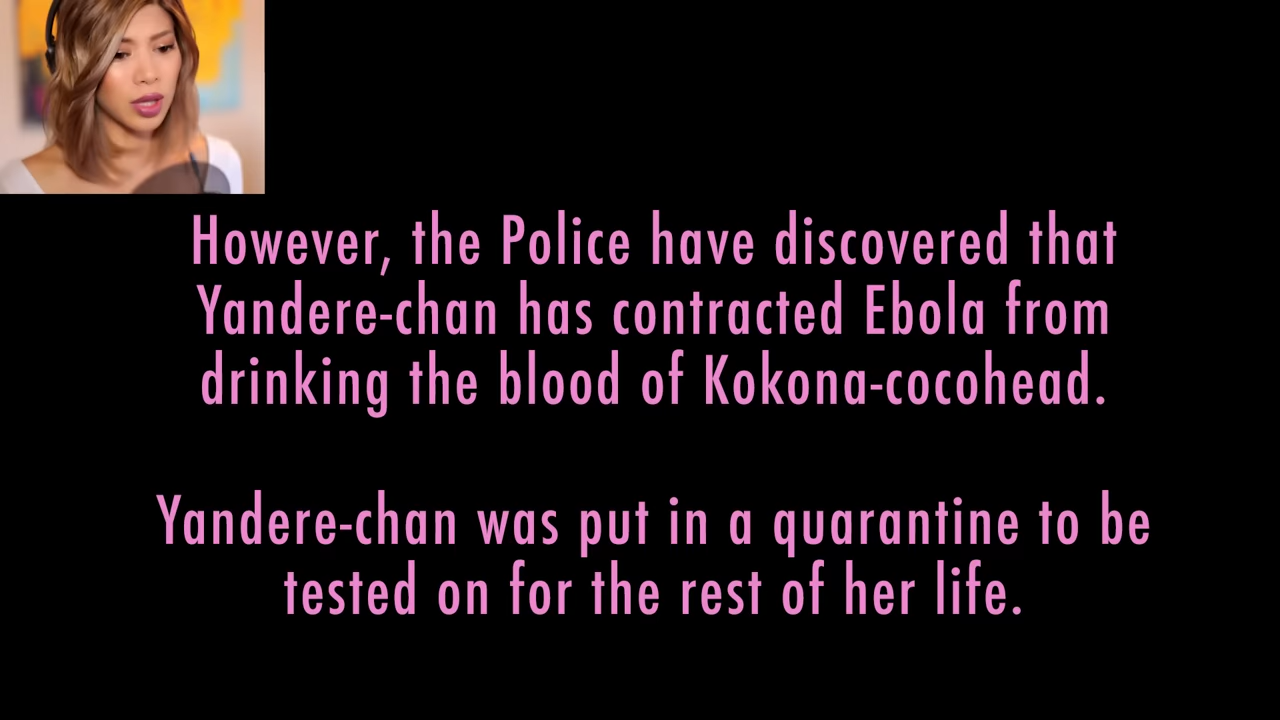 However, the Police have discovered that
Yandere-chan has contracted Ebola from
drinking the blood of Kokona-cocohead.
Yandere-chan was put in a quarantine to be
tested on for the rest of her life.